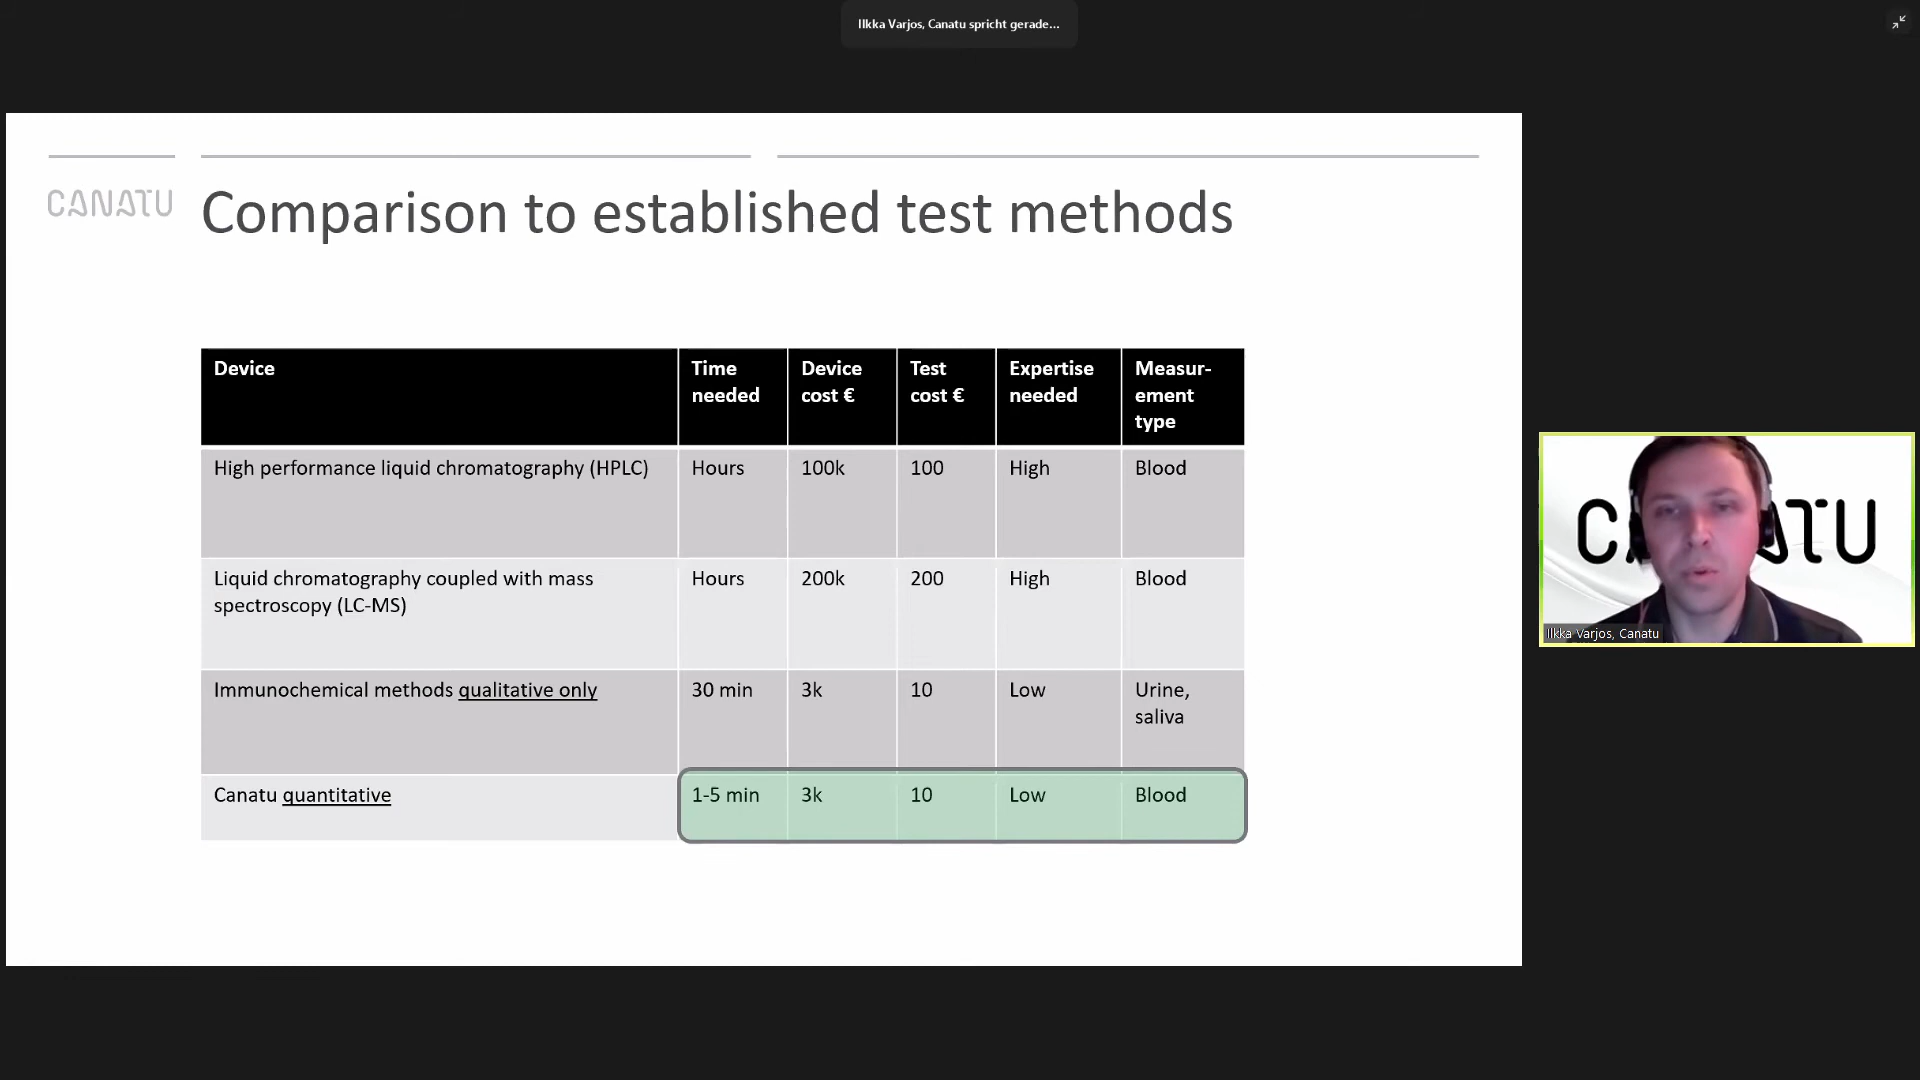 Ilkka Varjos, Canatu spricht gerade...
CANATU
Comparison to established test methods
Device
Time needed
Device cost €
Test cost €
Expertise needed
Measur-
ement
type
High performance liquid chromatography (HPLC)
Hours
100k
100
High
Blood
Liquid chromatography coupled with mass
spectroscopy (LC-MS)
Hours
200k
200
High
Blood
Immunochemical methods qualitative only
30 min
3k
10
Low
Urine,
saliva
Canatu quantitative
1-5 min
3k
10
Low
Blood
Ilkka Varjos, Canatu